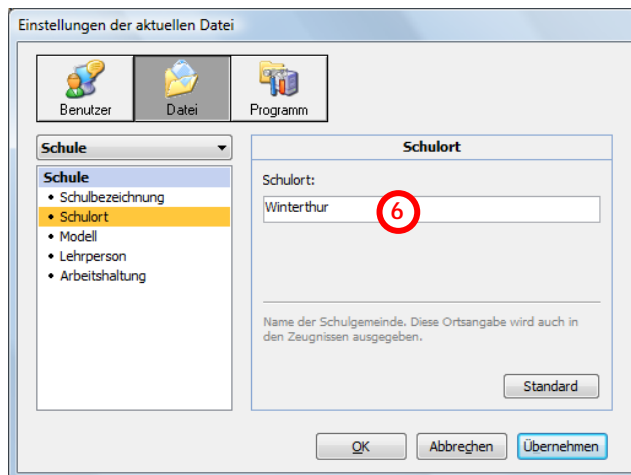 Einstellungen der aktuellen Datei
Benutzer
Datei
Programm
Schule
Schule
• Schulbezeichnung
• Schulort
• Modell
• Lehrperson
• Arbeitshaltung
Schulort
Schulort:
Winterthur
6
Name der Schulgemeinde. Diese Ortsangabe wird auch in
den Zeugnissen ausgegeben.
Standard
OK
Abbrechen
Übernehmen